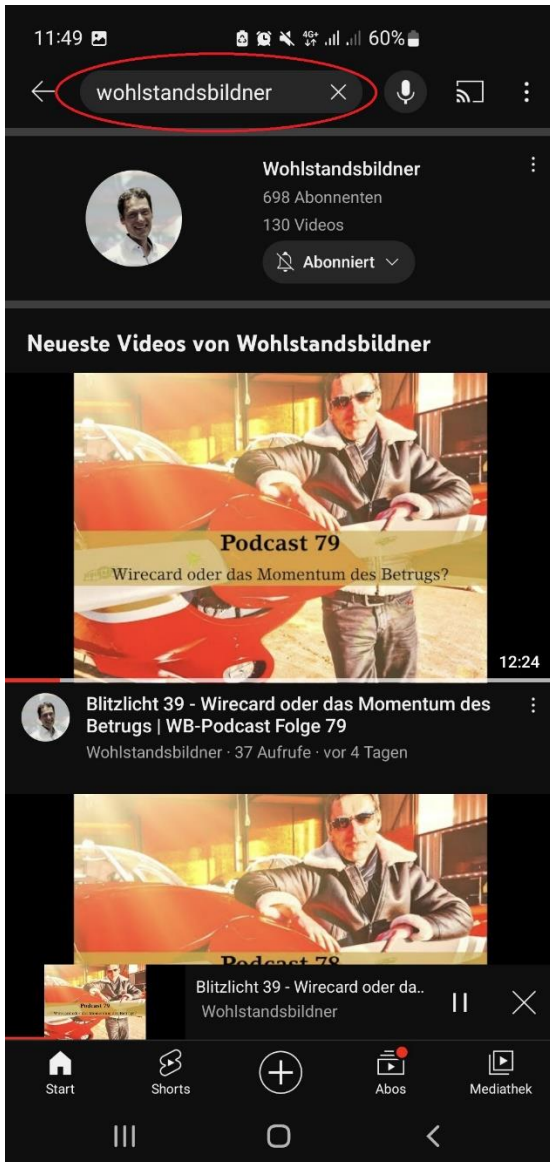 11:49 4G+ 60%
wohlstandsbildner
Wohlstandsbildner
698 Abonnenten
130 Videos
Abonniert
Neueste Videos von Wohlstandsbildner
Podcast 79
Wirecard oder das Momentum des Betrugs?
12:24
Blitzlicht 39 - Wirecard oder das Momentum des
Betrugs | WB-Podcast Folge 79
Wohlstandsbildner · 37 Aufrufe · vor 4 Tagen
Podcast 78
Podcast 79
Blitzlicht 39 - Wirecard oder da..
Wohlstandsbildner
Start Shorts Abos Mediathek